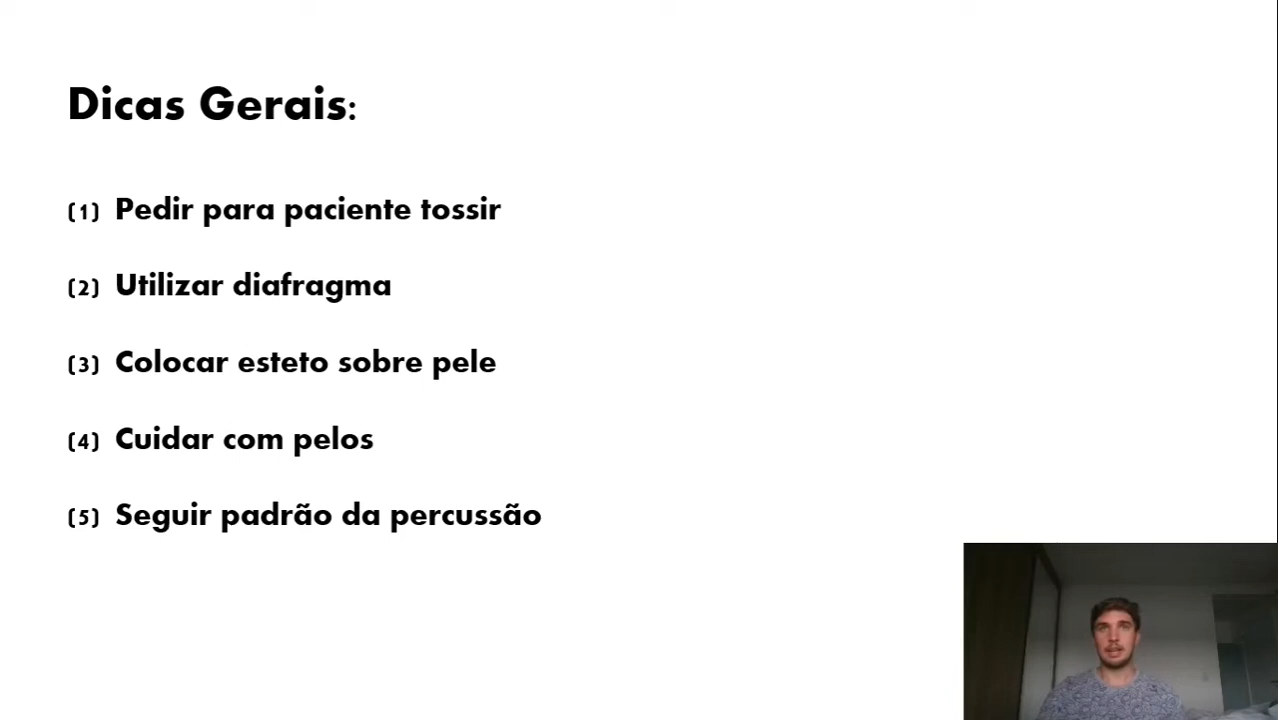 Dicas Gerais:
(1) Pedir para paciente tossir
(2) Utilizar diafragma
(3) Colocar esteto sobre pele
(4) Cuidar com pelos
(5) Seguir padrão da percussão